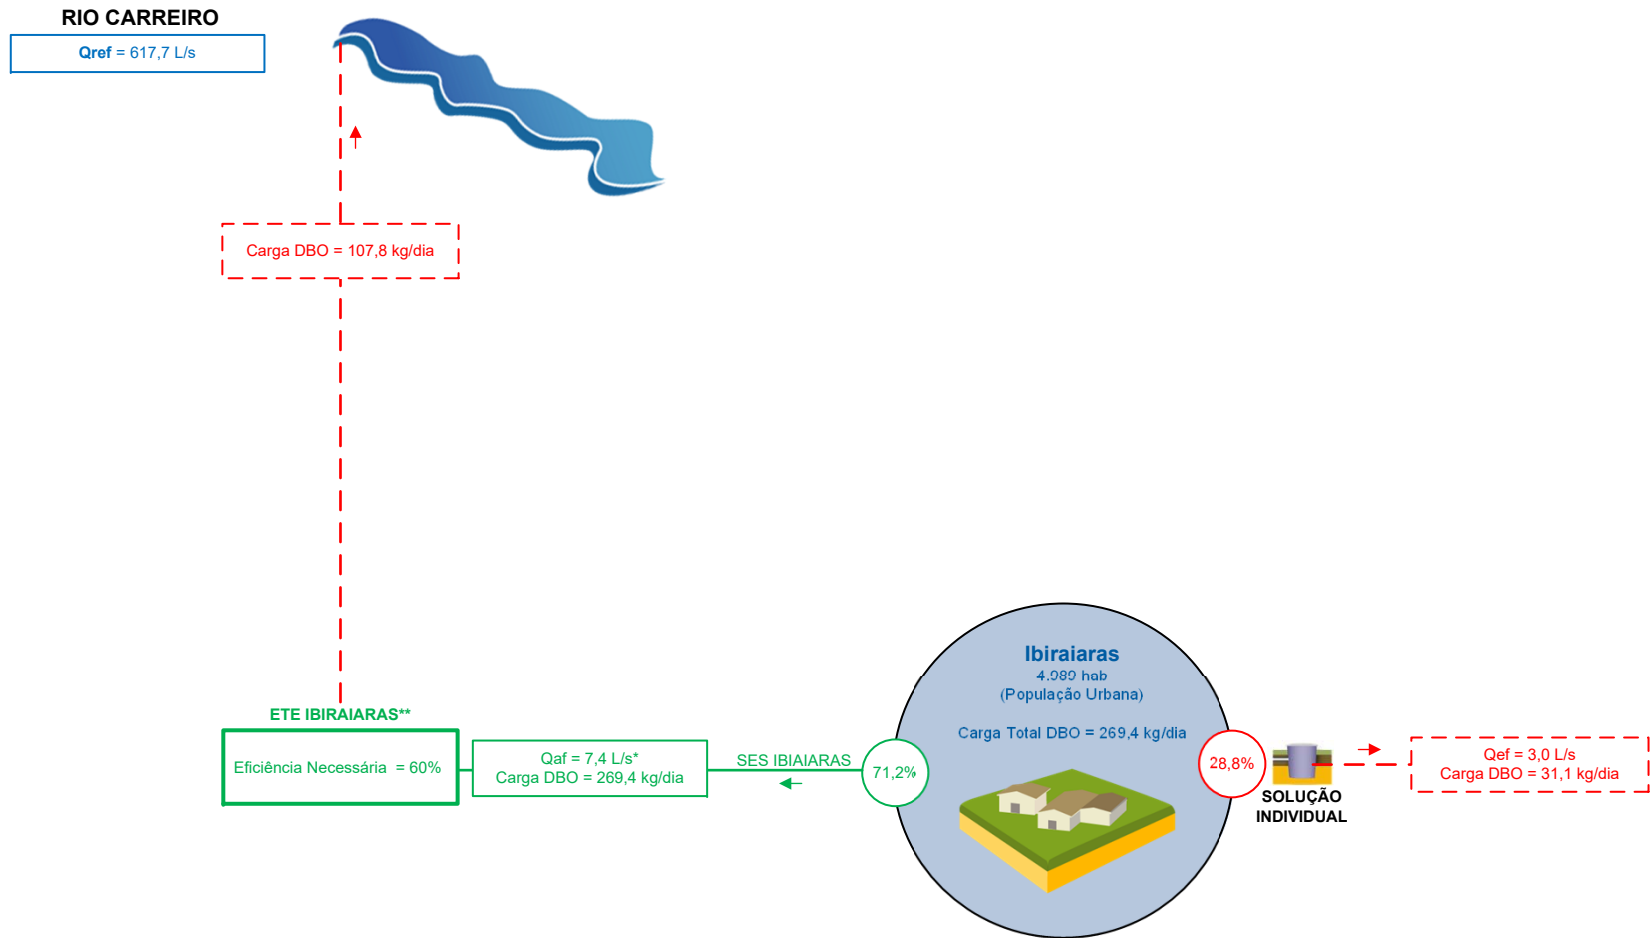 RIO CARREIRO
Qref = 617,7 L/s
Carga DBO = 107,8 kg/dia
Ibiraiaras
4.989 hab
(População Urbana)
Carga Total DBO = 269,4 kg/dia
ETE IBIRAIARAS**
Eficiência Necessária = 60%
Qaf = 7,4 L/s*
Carga DBO = 269,4 kg/dia
SES IBIAIARAS
71,2%
28,8%
SOLUÇÃO
INDIVIDUAL
Qef = 3,0 L/s
Carga DBO = 31,1 kg/dia